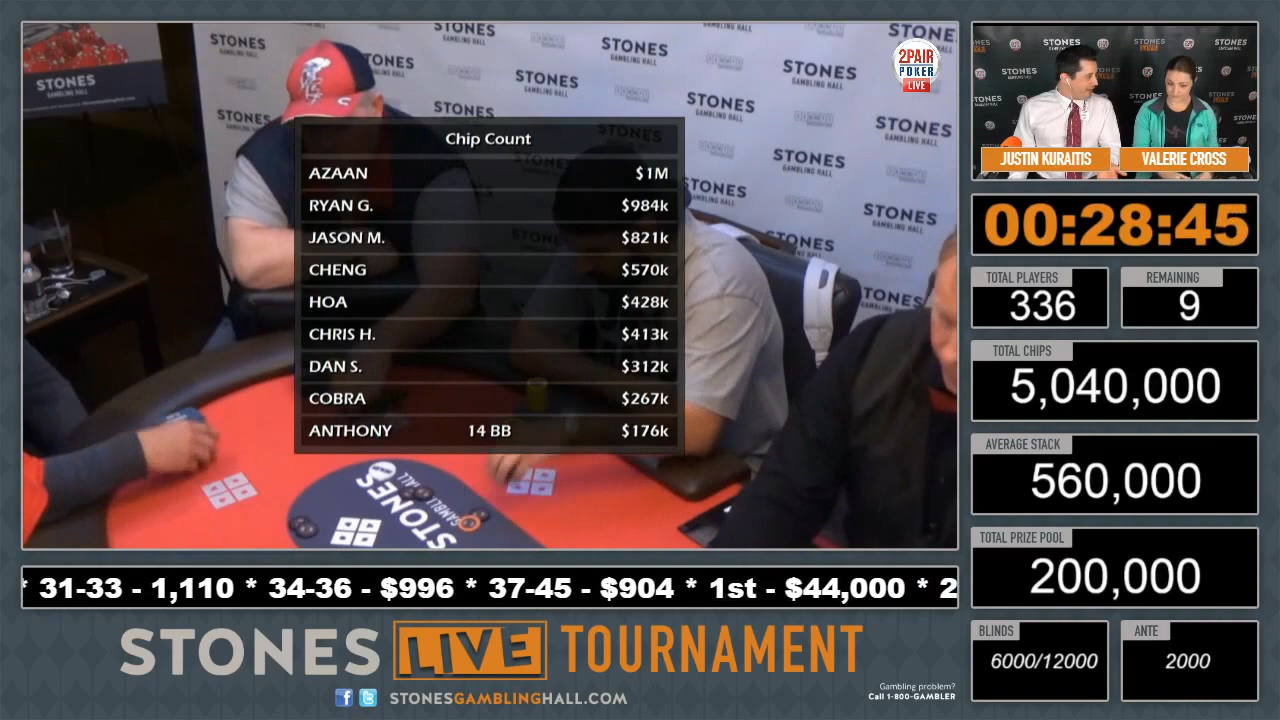 STONES
GAMBLING HALL
2PAIR
POKER
LIVE
Chip Count
AZAAN $1M
RYAN G. $984k
JASON M. $821k
CHENG $570k
HOA $428k
CHRIS H. $413k
DAN S. $312k
COBRA $267k
ANTHONY 14 BB $176k
JUSTIN KURAITIS
VALERIE CROSS
00:28:45
TOTAL PLAYERS
336
REMAINING
9
TOTAL CHIPS
5,040,000
AVERAGE STACK
560,000
TOTAL PRIZE POOL
200,000
BLINDS
6000/12000
ANTE
2000
* 31-33 - 1,110 * 34-36 - $996 * 37-45 - $904 * 1st - $44,000 * 2
STONES LIVE TOURNAMENT
STONESGAMBLINGHALL.COM
Gambling problem?
Call 1-800-GAMBLER